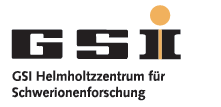 GSI
GSI Helmholtzzentrum für
Schwerionenforschung